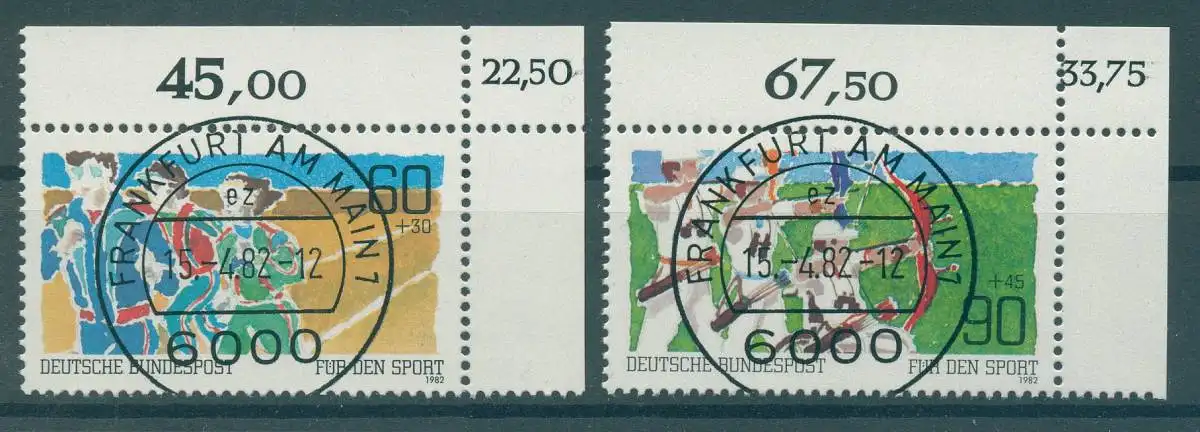 45,00 22,50
60
+30
FRANKFURT AM MAIN 7
ez
15.-4.82-12
6000
DEUTSCHE BUNDESPOST FÜR DEN SPORT
1982
67,50 33,75
FRANKFURT AM MAIN 7
ez
15.-4.82-12
6000
+45
90
DEUTSCHE BUNDESPOST FÜR DEN SPORT
1982